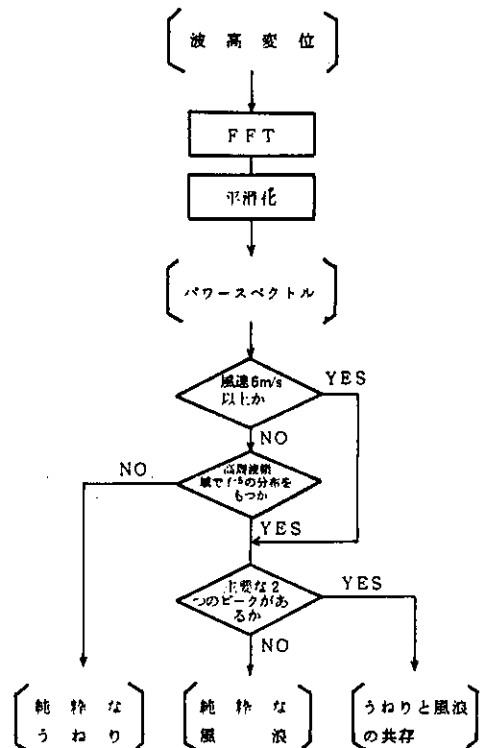 波高変位
FFT
平滑化
パワースペクトル
風速6m/s
以上か
YES
NO
高周波領
域でf⁻⁵の分布を
もつか
NO
YES
主要な2
つのピークがあ
るか
YES
NO
純粋な
うねり
純粋な
風浪
うねりと風浪
の共存